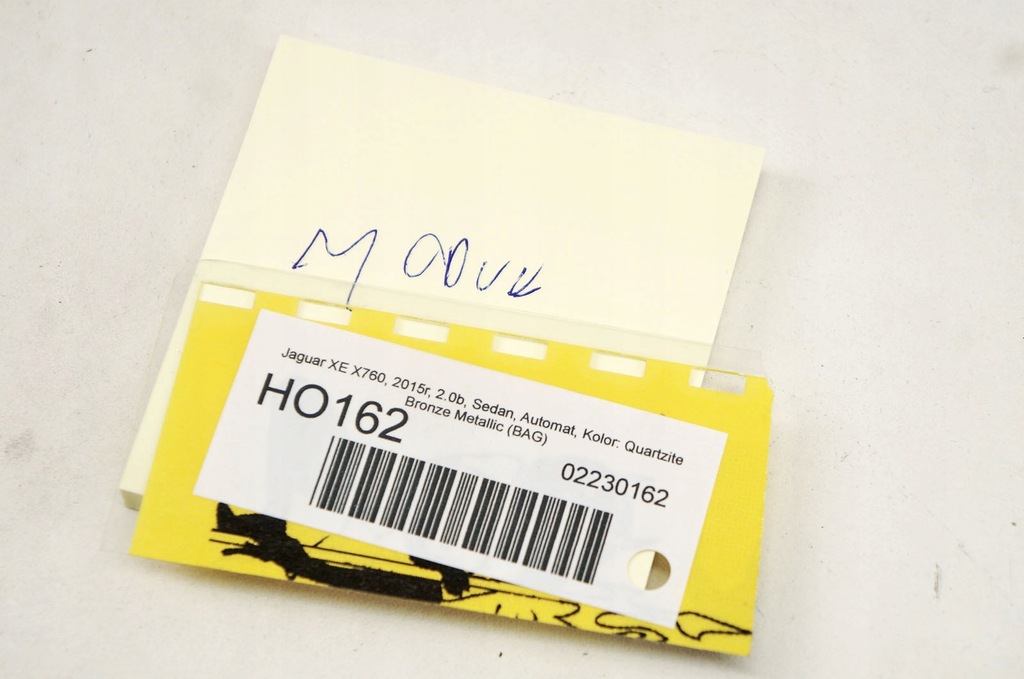 Jaguar XE X760, 2015r, 2.0b, Sedan, Automat, Kolor: Quartzite
Bronze Metallic (BAG)
HO162
02230162